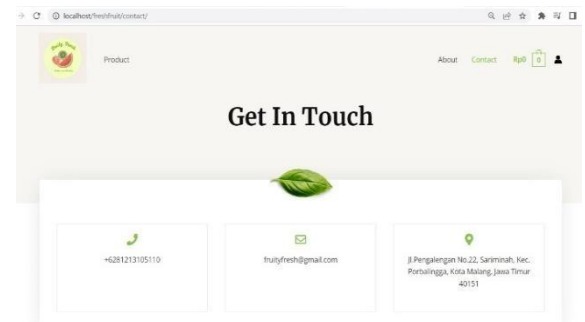 localhost/freshfruit/contact/
Product
About Contact Rp0 0
Get In Touch
+6281213105110
fruityfresh@gmail.com
Jl.Pengalengan No.22, Sariminah, Kec.
Porbalingga, Kota Malang, Jawa Timur
40151